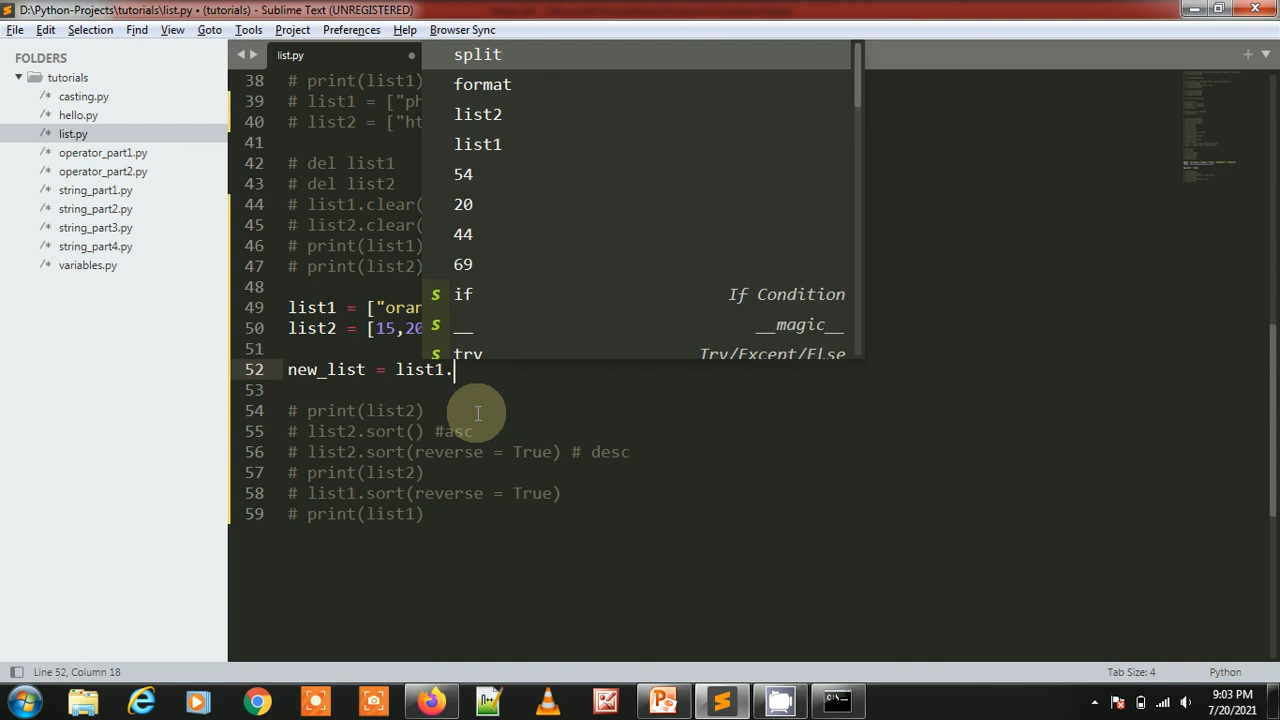 D:\Python-Projects\tutorials\list.py • (tutorials) - Sublime Text (UNREGISTERED)
File Edit Selection Find View Goto Tools Project Preferences Help Browser Sync
FOLDERS
tutorials
/* casting.py
/* hello.py
/* list.py
/* operator_part1.py
/* operator_part2.py
/* string_part1.py
/* string_part2.py
/* string_part3.py
/* string_part4.py
/* variables.py
list.py
38 # print(list1)
39 # list1 = ["ph
40 # list2 = ["ht
41
42 # del list1
43 # del list2
44 # list1.clear(
45 # list2.clear(
46 # print(list1)
47 # print(list2)
48
49 list1 = ["oran
50 list2 = [15,20
51
52 new_list = list1.
53
54 # print(list2)
55 # list2.sort() #asc
56 # list2.sort(reverse = True) # desc
57 # print(list2)
58 # list1.sort(reverse = True)
59 # print(list1)
split
format
list2
list1
54
20
44
69
s if If Condition
s __ __magic__
s try Try/Except/Else
Line 52, Column 18 Tab Size: 4 Python
9:03 PM
7/20/2021